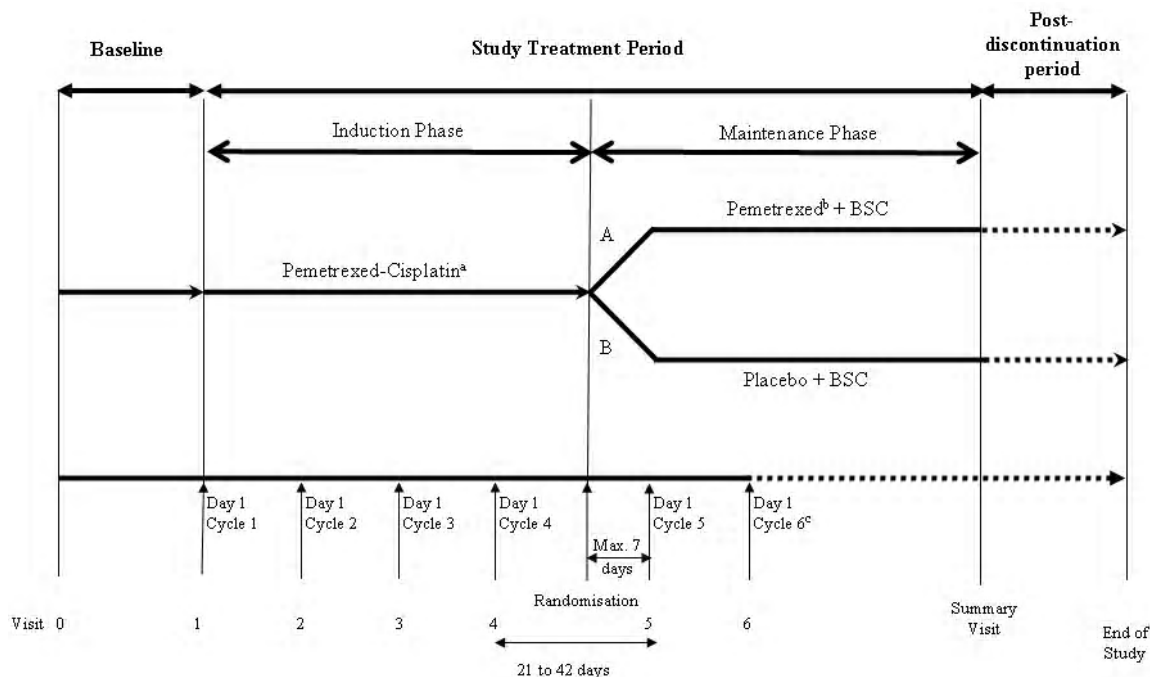 Baseline
Study Treatment Period
Post-
discontinuation
period
Induction Phase
Maintenance Phase
Pemetrexed-Cisplatinᵃ
A
Pemetrexedᵇ + BSC
B
Placebo + BSC
Day 1
Cycle 1
Day 1
Cycle 2
Day 1
Cycle 3
Day 1
Cycle 4
Day 1
Cycle 5
Day 1
Cycle 6ᶜ
Max. 7
days
Randomisation
Visit 0 1 2 3 4 5 6
Summary
Visit
End of
Study
21 to 42 days